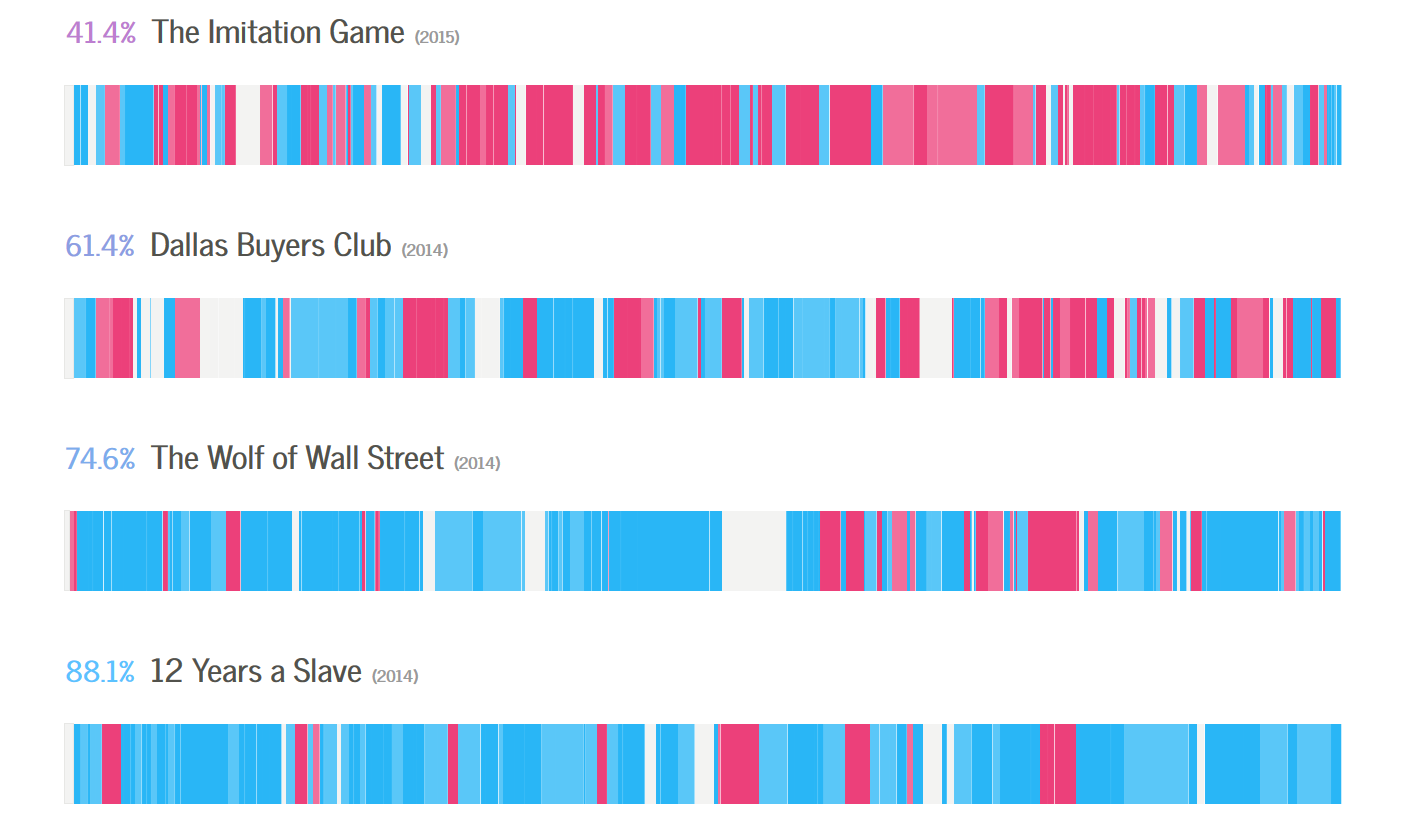 41.4% The Imitation Game (2015)
61.4% Dallas Buyers Club (2014)
74.6% The Wolf of Wall Street (2014)
88.1% 12 Years a Slave (2014)